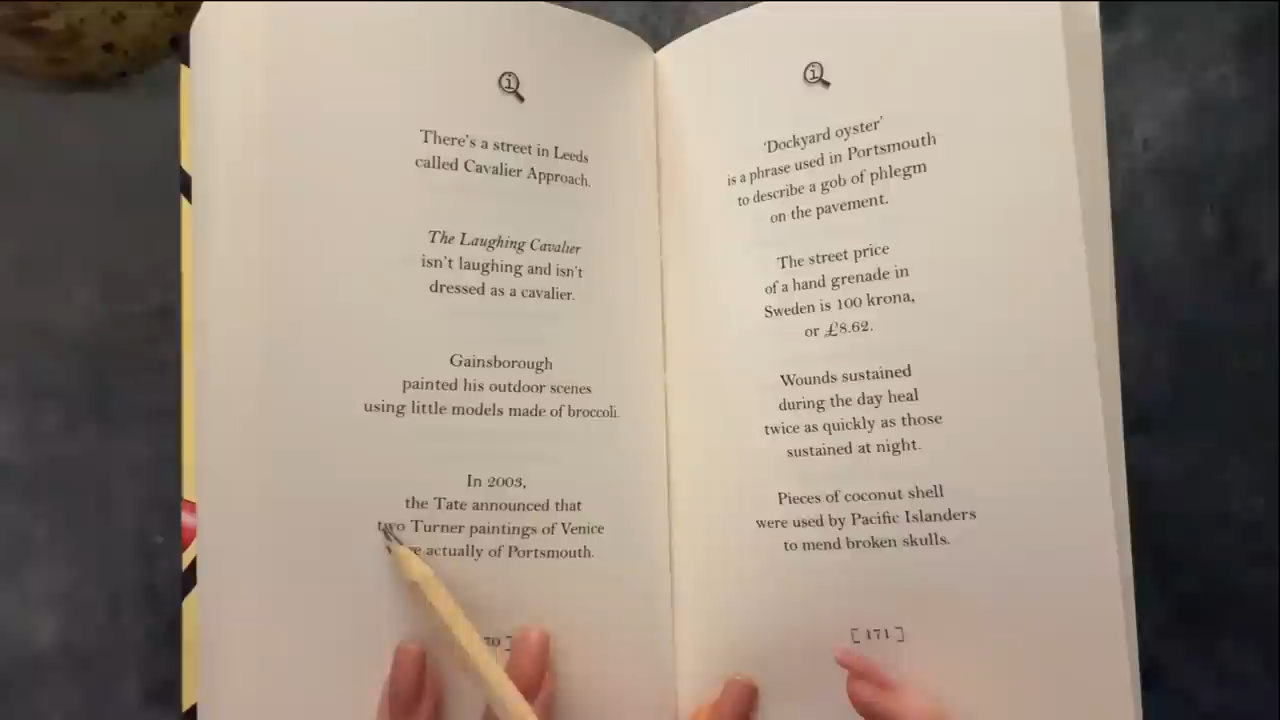 There's a street in Leeds
called Cavalier Approach.
The Laughing Cavalier
isn't laughing and isn't
dressed as a cavalier.
Gainsborough
painted his outdoor scenes
using little models made of broccoli.
In 2003,
the Tate announced that
two Turner paintings of Venice
actually of Portsmouth.
70 ]
'Dockyard oyster'
is a phrase used in Portsmouth
to describe a gob of phlegm
on the pavement.
The street price
of a hand grenade in
Sweden is 100 krona,
or £8.62.
Wounds sustained
during the day heal
twice as quickly as those
sustained at night.
Pieces of coconut shell
were used by Pacific Islanders
to mend broken skulls.
[ 171 ]